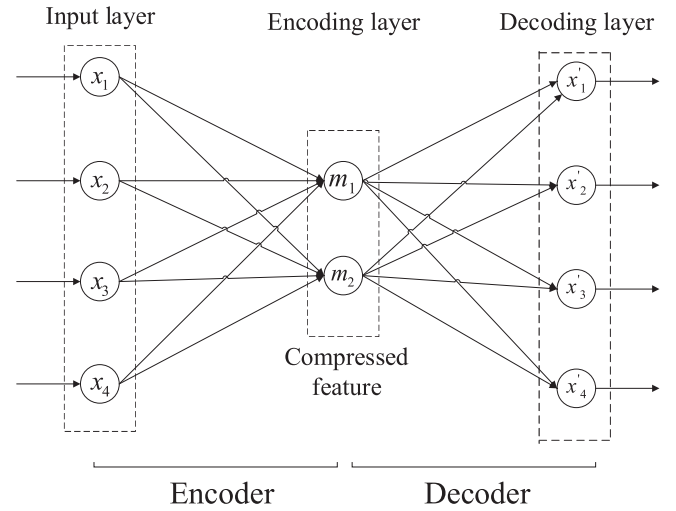 Input layer
Encoding layer
Decoding layer
x₁
x₂
x₃
x₄
m₁
m₂
x'₁
x'₂
x'₃
x'₄
Compressed
feature
Encoder
Decoder